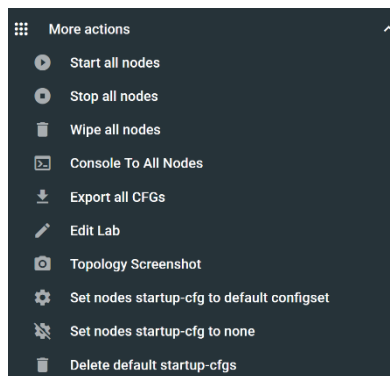 More actions
Start all nodes
Stop all nodes
Wipe all nodes
Console To All Nodes
Export all CFGs
Edit Lab
Topology Screenshot
Set nodes startup-cfg to default configset
Set nodes startup-cfg to none
Delete default startup-cfgs